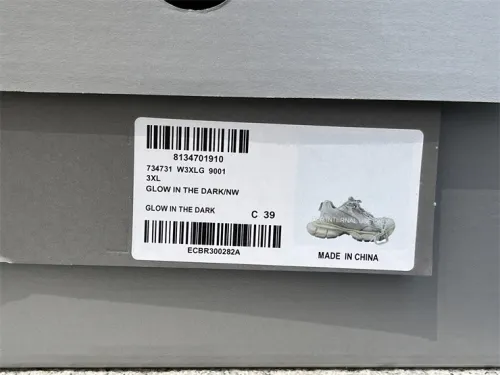 8134701910
734731 W3XLG 9001
3XL
GLOW IN THE DARK/NW
GLOW IN THE DARK C 39
ECBR300282A
INTERNAL
MADE IN CHINA